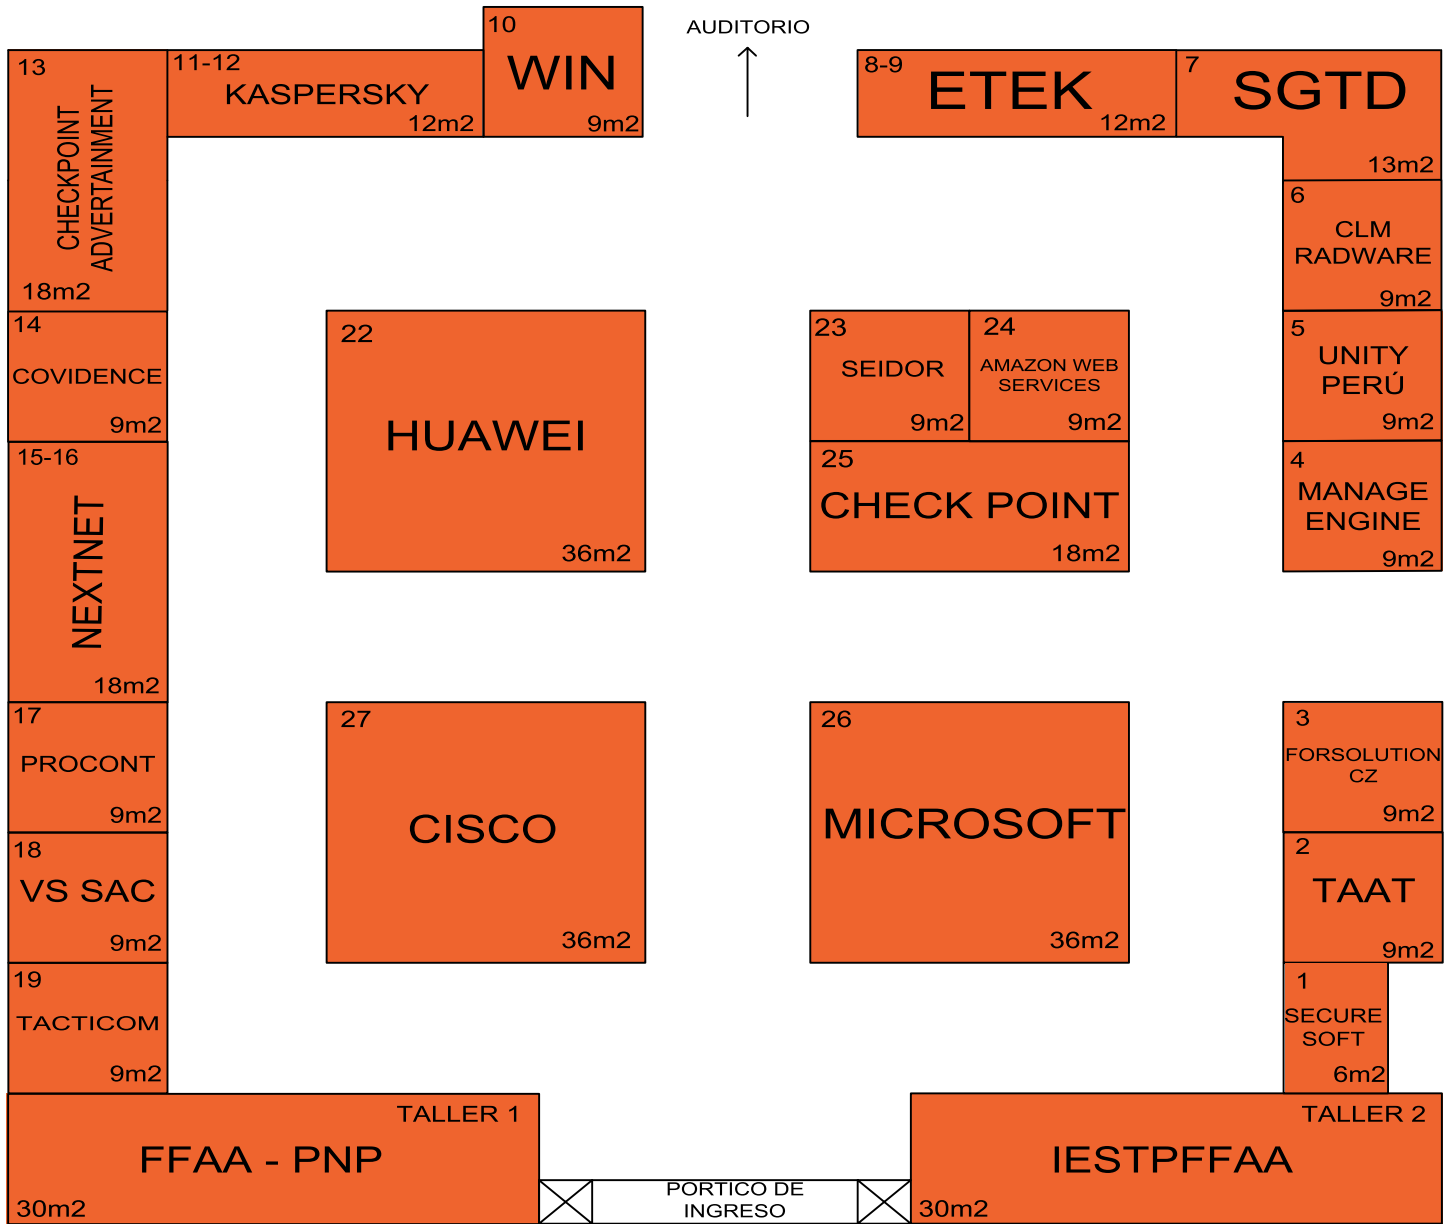 10
WIN
9m2
AUDITORIO
13
CHECKPOINT
ADVERTAINMENT
18m2
11-12
KASPERSKY
12m2
8-9
ETEK
12m2
7
SGTD
13m2
6
CLM
RADWARE
9m2
14
COVIDENCE
9m2
22
HUAWEI
36m2
23
SEIDOR
9m2
24
AMAZON WEB
SERVICES
9m2
5
UNITY
PERÚ
9m2
15-16
NEXTNET
18m2
25
CHECK POINT
18m2
4
MANAGE
ENGINE
9m2
17
PROCONT
9m2
27
CISCO
36m2
26
MICROSOFT
36m2
3
FORSOLUTION
CZ
9m2
18
VS SAC
9m2
2
TAAT
9m2
19
TACTICOM
9m2
1
SECURE
SOFT
6m2
TALLER 1
FFAA - PNP
30m2
PORTICO DE
INGRESO
TALLER 2
IESTPFFAA
30m2